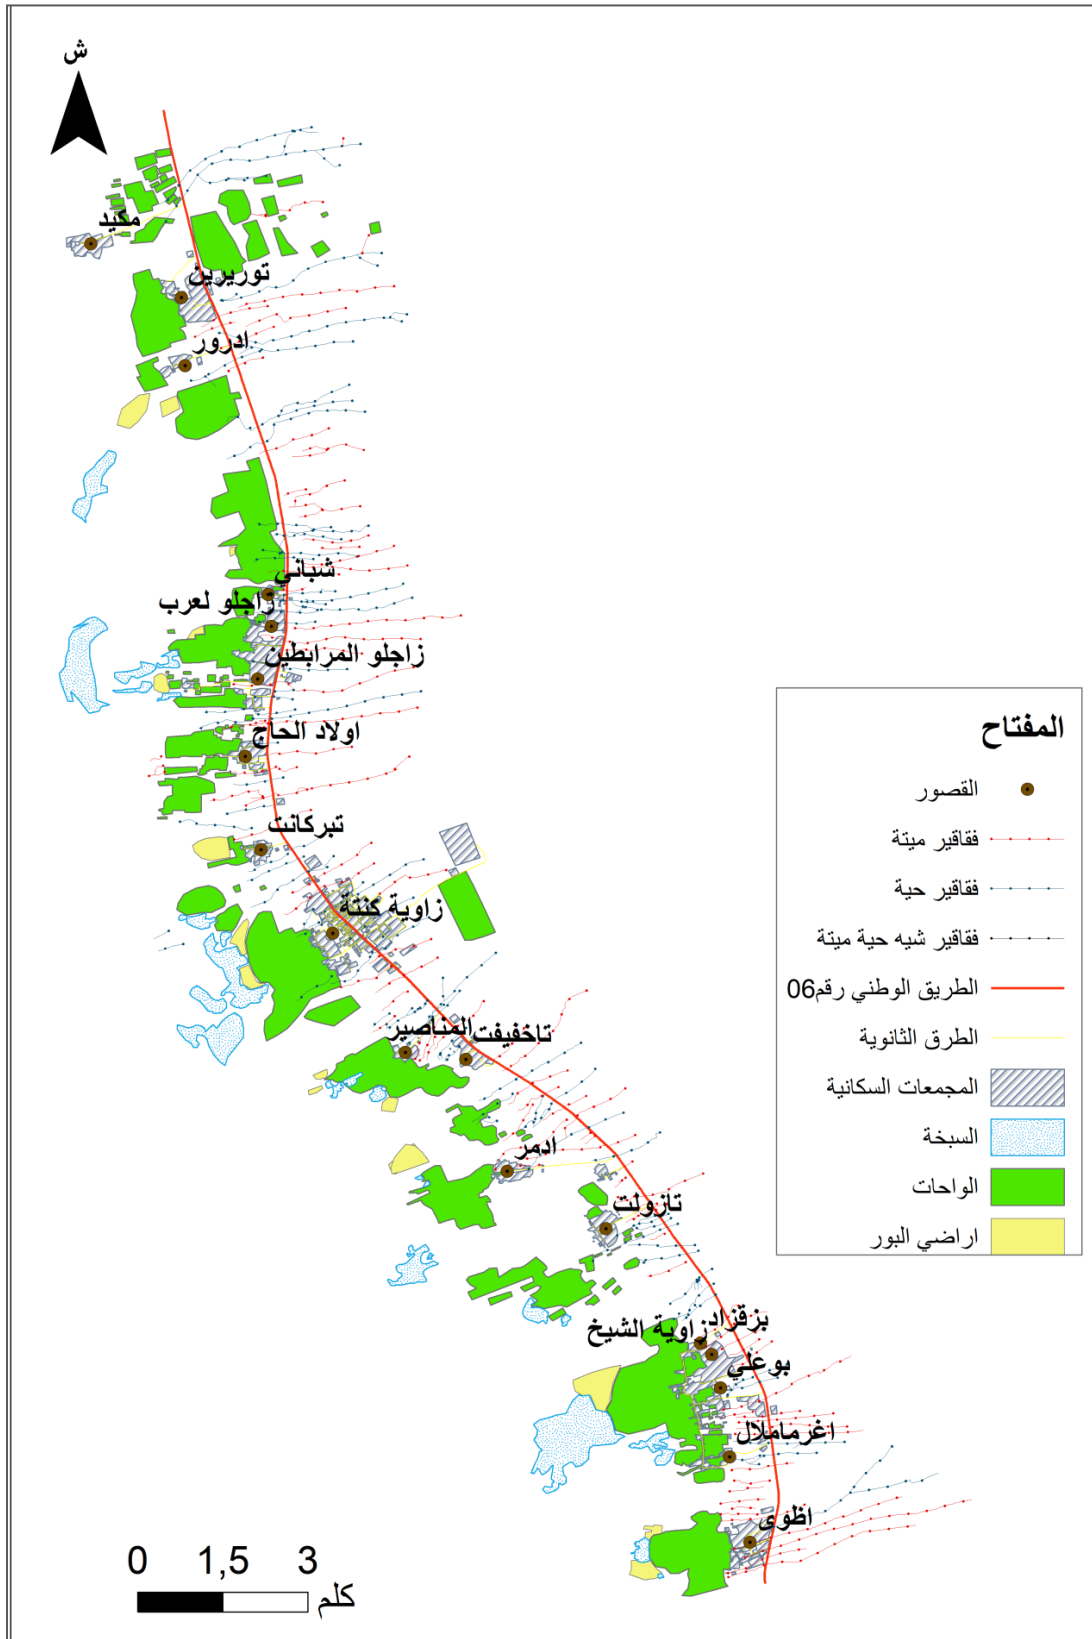 ش
مكيد
توريرين
ادرور
شباني
زاجلو لعرب
زاجلو المرابطين
اولاد الحاج
تبركانت
زاوية كنتة
المناصير
تاخفيفت
ادمر
تازولت
بزقزاد
زاوية الشيخ
بوعلي
اغرماملال
اظوى
المفتاح
القصور
فقاقير ميتة
فقاقير حية
فقاقير شبه حية ميتة
الطريق الوطني رقم06
الطرق الثانوية
المجمعات السكانية
السبخة
الواحات
اراضي البور
0 1,5 3
كلم